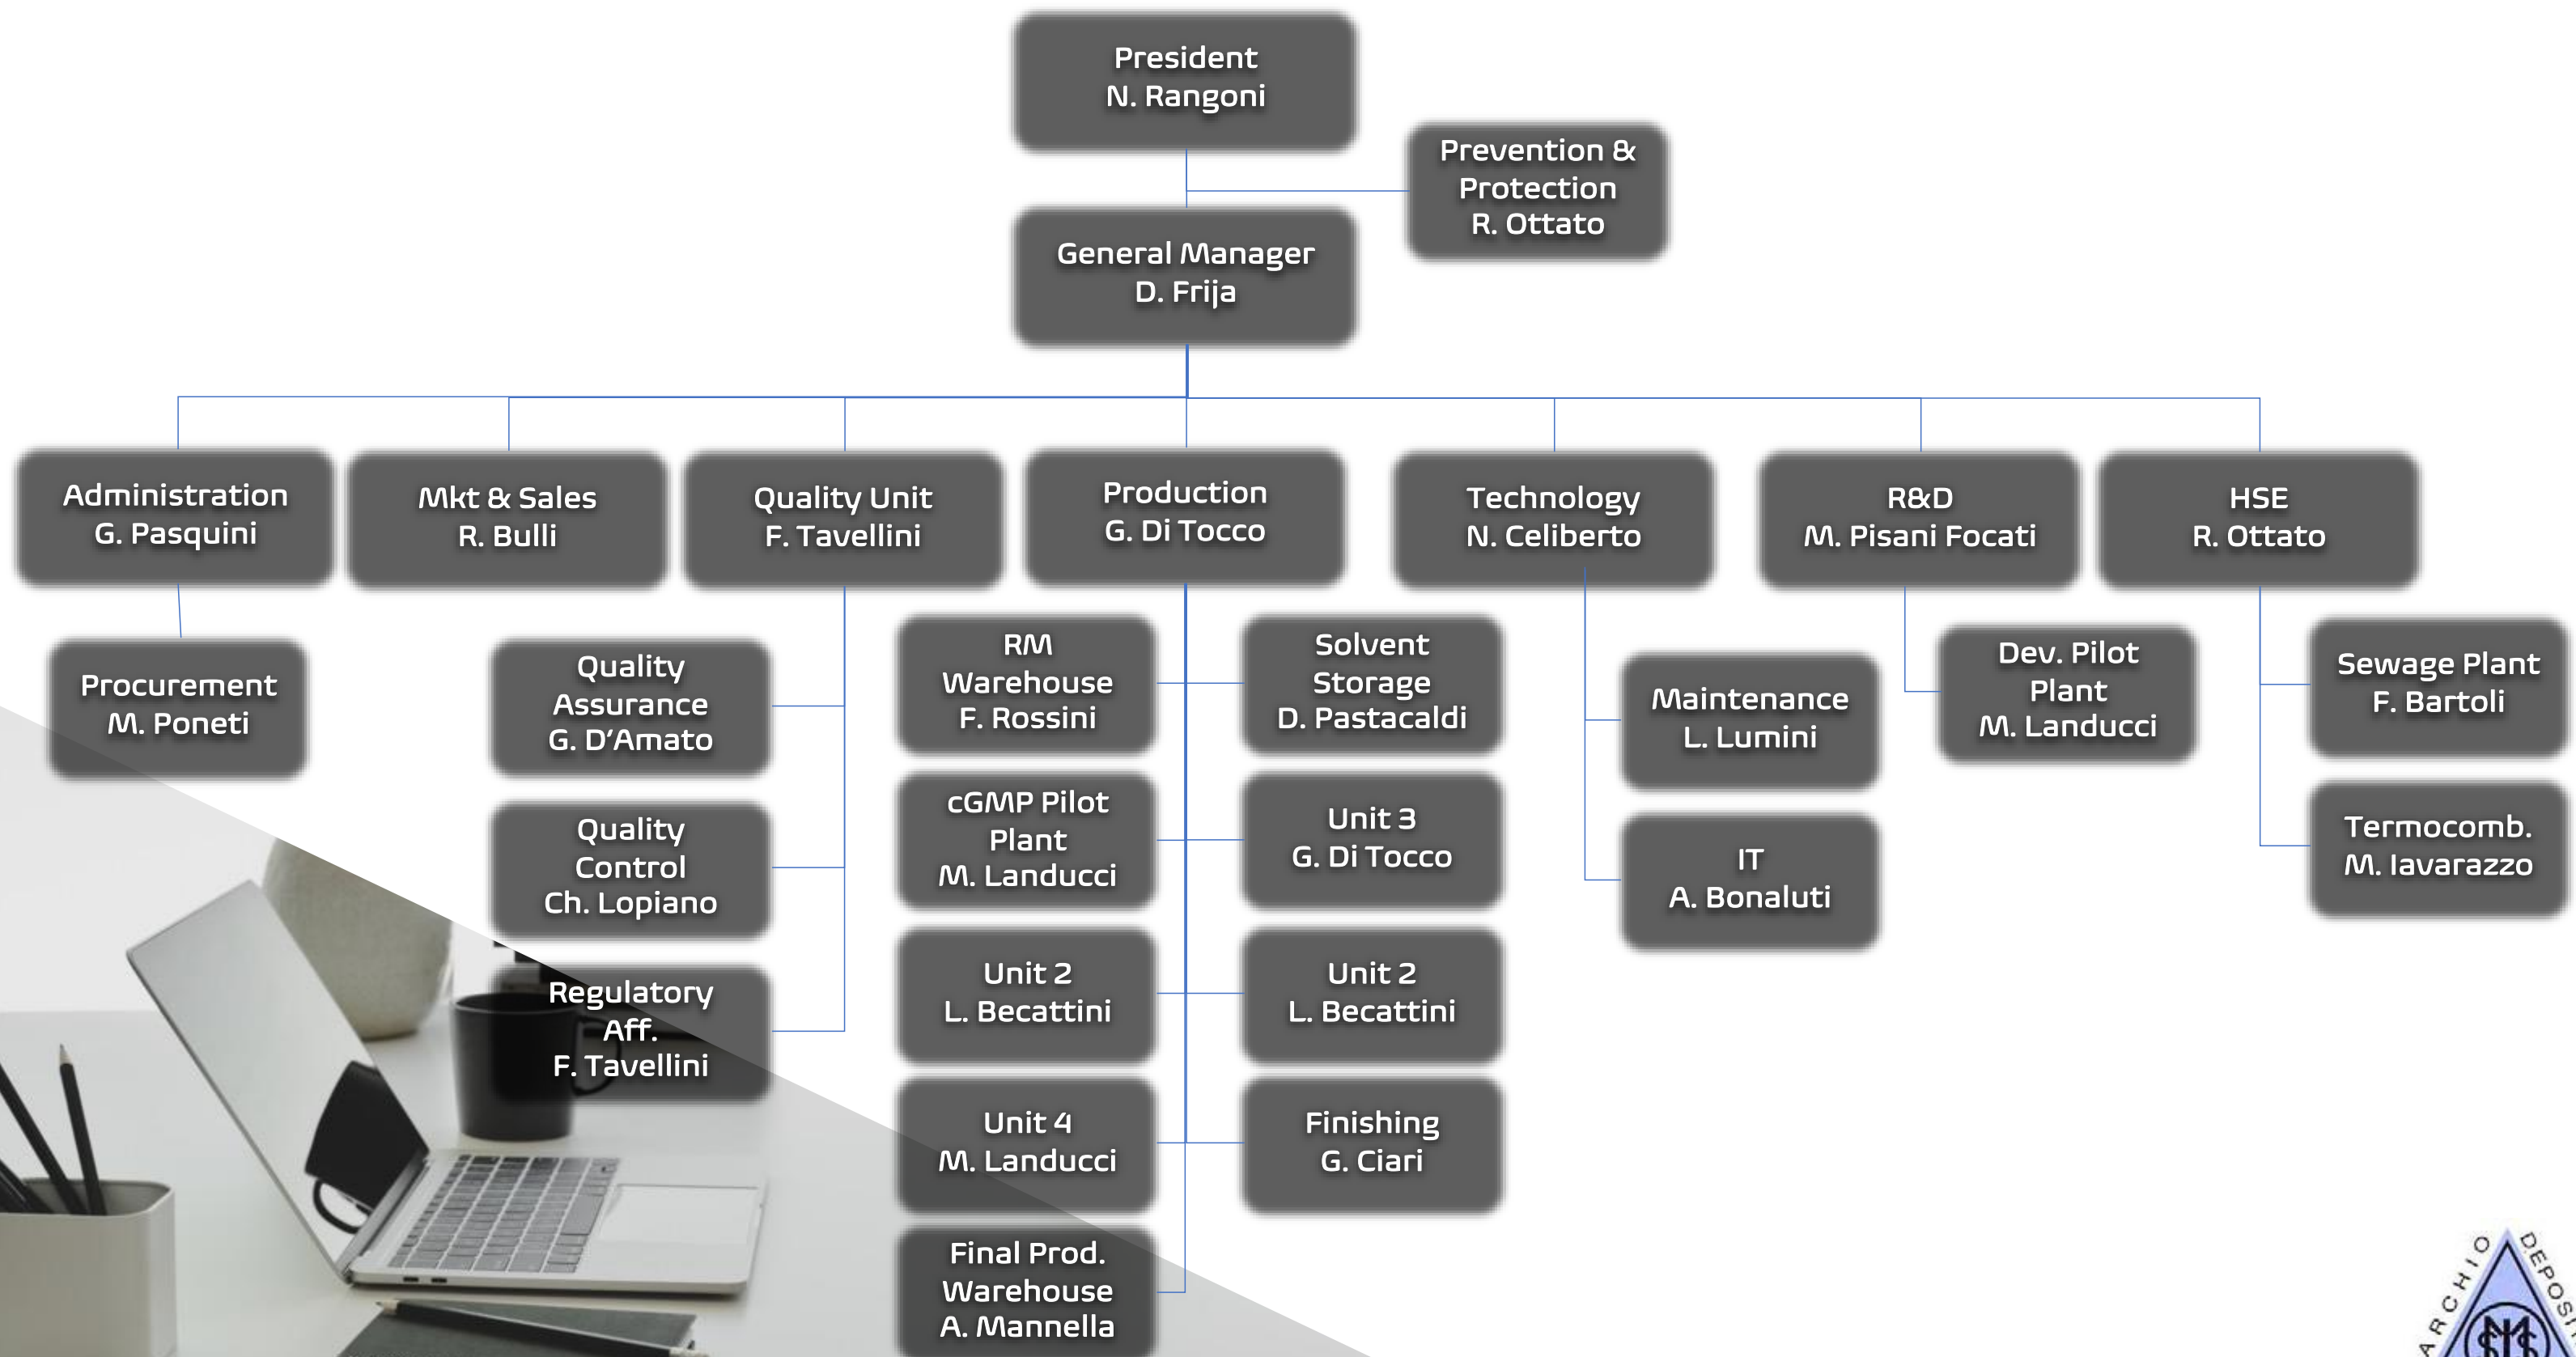 President
N. Rangoni
Prevention &
Protection
R. Ottato
General Manager
D. Frija
Administration
G. Pasquini
Mkt & Sales
R. Bulli
Quality Unit
F. Tavellini
Production
G. Di Tocco
Technology
N. Celiberto
R&D
M. Pisani Focati
HSE
R. Ottato
Procurement
M. Poneti
Quality
Assurance
G. D'Amato
Quality
Control
Ch. Lopiano
Regulatory
Aff.
F. Tavellini
RM
Warehouse
F. Rossini
Solvent
Storage
D. Pastacaldi
cGMP Pilot
Plant
M. Landucci
Unit 3
G. Di Tocco
Unit 2
L. Becattini
Unit 2
L. Becattini
Unit 4
M. Landucci
Finishing
G. Ciari
Final Prod.
Warehouse
A. Mannella
Maintenance
L. Lumini
IT
A. Bonaluti
Dev. Pilot
Plant
M. Landucci
Sewage Plant
F. Bartoli
Termocomb.
M. Iavarazzo